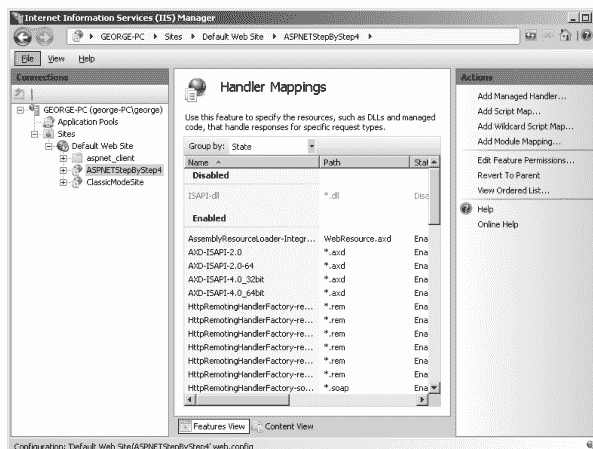 Internet Information Services (IIS) Manager
GEORGE-PC Sites Default Web Site ASPNETStepByStep4
File View Help
Connections
GEORGE-PC (george-PC\george)
Application Pools
Sites
Default Web Site
aspnet_client
ASPNETStepByStep4
ClassicModeSite
Handler Mappings
Use this feature to specify the resources, such as DLLs and managed
code, that handle responses for specific request types.
Group by: State
Name Path Stat
Disabled
ISAPI-dll *.dll Disa
Enabled
AssemblyResourceLoader-Integr... WebResource.axd Ena
AXD-ISAPI-2.0 *.axd Ena
AXD-ISAPI-2.0-64 *.axd Ena
AXD-ISAPI-4.0_32bit *.axd Ena
AXD-ISAPI-4.0_64bit *.axd Ena
HttpRemotingHandlerFactory-re... *.rem Ena
HttpRemotingHandlerFactory-re... *.rem Ena
HttpRemotingHandlerFactory-re... *.rem Ena
HttpRemotingHandlerFactory-re... *.rem Ena
HttpRemotingHandlerFactory-re... *.rem Ena
HttpRemotingHandlerFactory-so... *.soap Ena
Features View Content View
Actions
Add Managed Handler...
Add Script Map...
Add Wildcard Script Map...
Add Module Mapping...
Edit Feature Permissions...
Revert To Parent
View Ordered List...
Help
Online Help
Configuration: 'Default Web Site/ASPNETStepByStep4' web.config